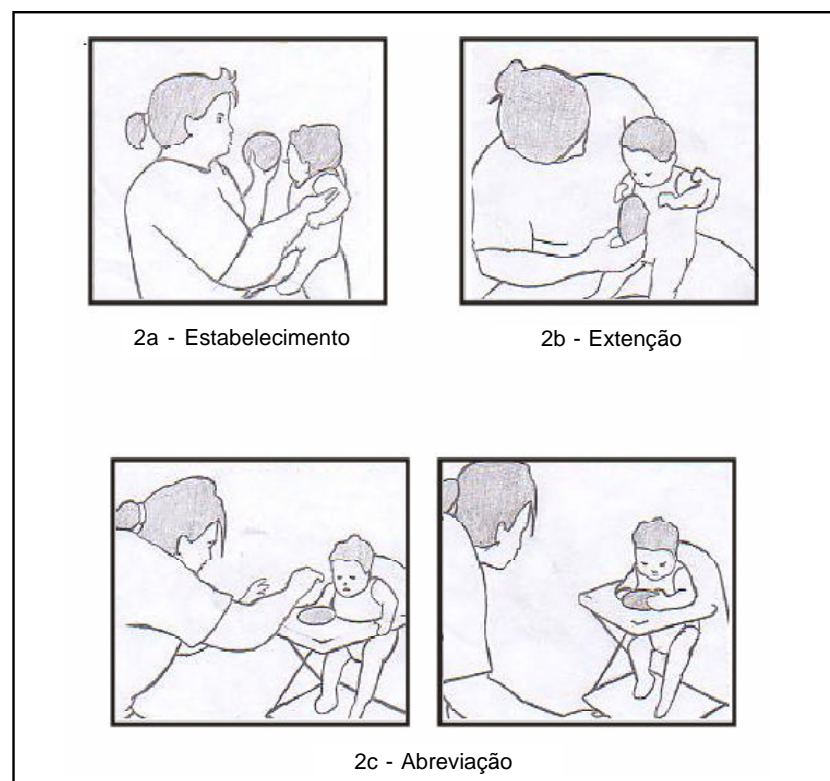 2a - Estabelecimento
2b - Extenção
2c - Abreviação